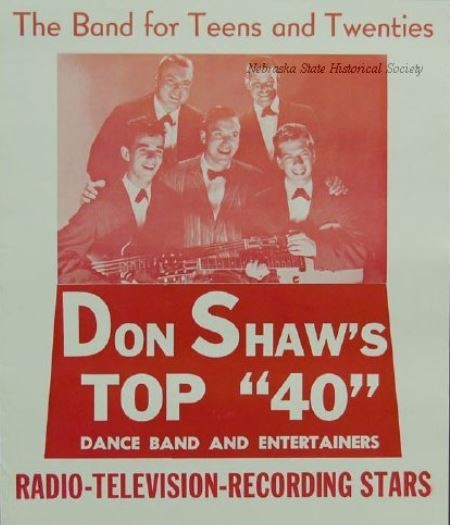 The Band for Teens and Twenties
Nebraska State Historical Society
DON SHAW'S
TOP "40"
DANCE BAND AND ENTERTAINERS
RADIO-TELEVISION-RECORDING STARS